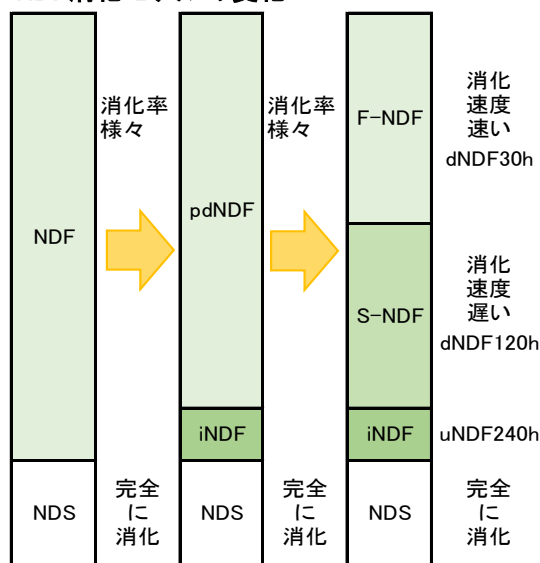 消化率
様々
消化率
様々
F-NDF
消化
速度
速い
dNDF30h
NDF
pdNDF
S-NDF
消化
速度
遅い
dNDF120h
iNDF
iNDF
uNDF240h
NDS
完全
に
消化
NDS
完全
に
消化
NDS
完全
に
消化